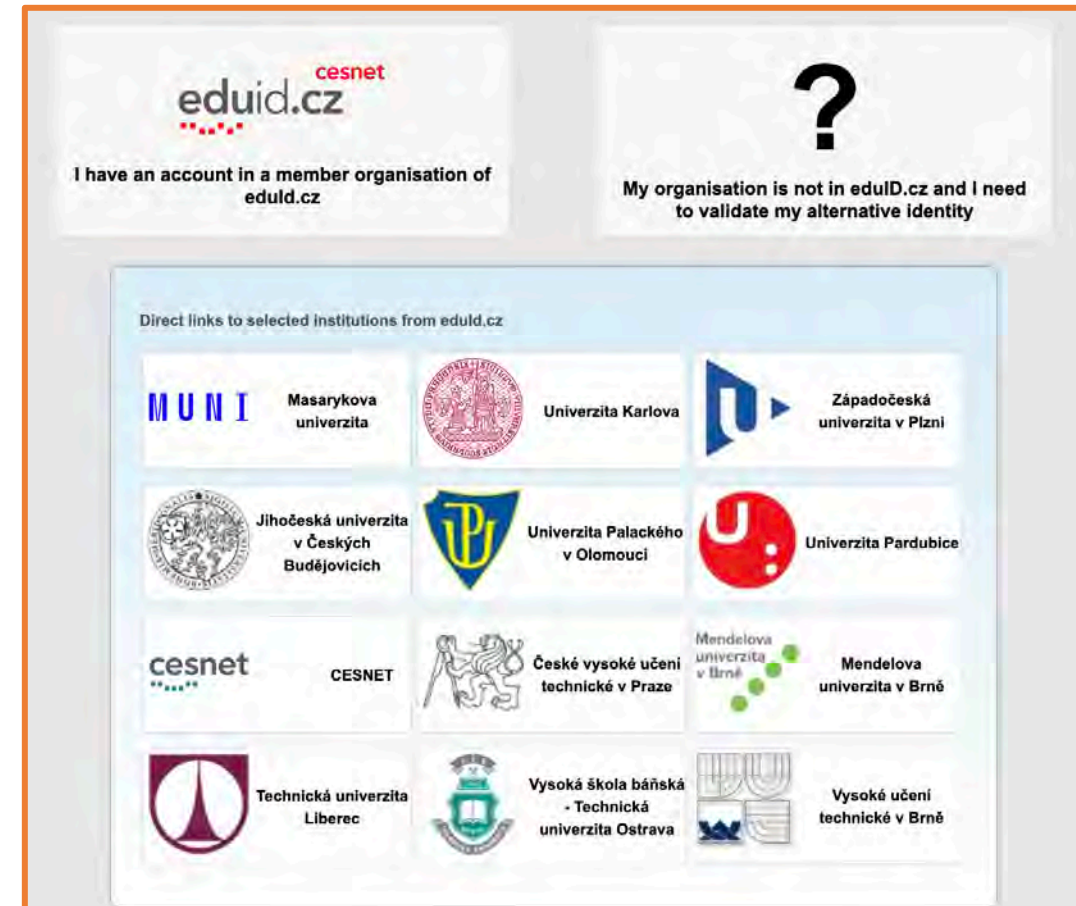 cesnet
eduid.cz
I have an account in a member organisation of
eduId.cz
?
My organisation is not in eduID.cz and I need
to validate my alternative identity
Direct links to selected institutions from eduId.cz
MUNI
Masarykova
univerzita
Univerzita Karlova
Západočeská
univerzita v Plzni
Jihočeská univerzita
v Českých
Budějovicích
Univerzita Palackého
v Olomouci
Univerzita Pardubice
cesnet
CESNET
České vysoké učení
technické v Praze
Mendelova
univerzita
v Brně
Mendelova
univerzita v Brně
Technická univerzita
Liberec
Vysoká škola báňská
- Technická
univerzita Ostrava
Vysoké učení
technické v Brně